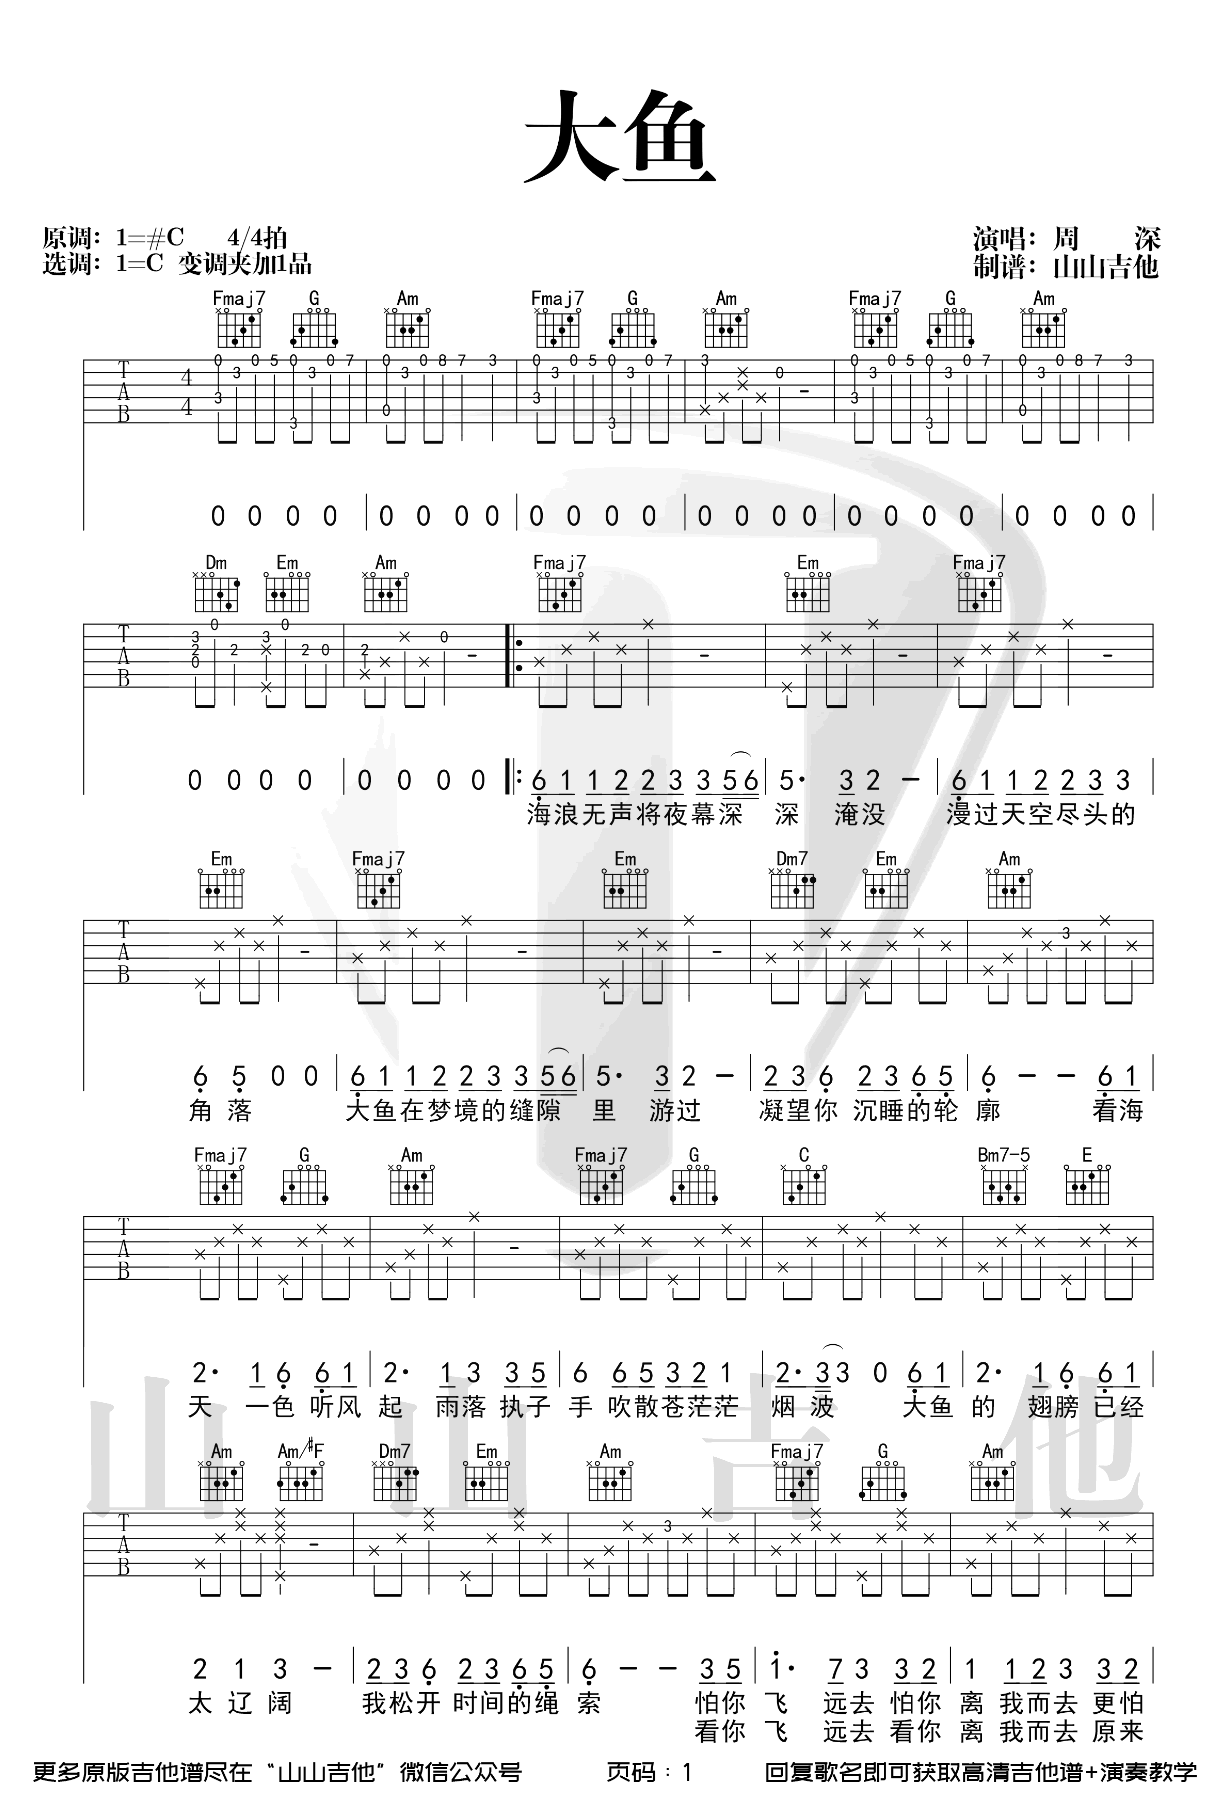 大鱼
原调：1=#C 4/4拍
选调：1=C 变调夹加1品
演唱：周 深
制谱：山山吉他
Fmaj7 G Am Fmaj7 G Am Fmaj7 G Am
0 0 0 0 0 0 0 0 0 0 0 0 0 0 0 0 0 0 0 0 0 0 0 0
Dm Em Am Fmaj7 Em Fmaj7
0 0 0 0 0 0 0 0 6 1 1 2 2 3 3 5 6 5· 3 2 — 6 1 1 2 2 3 3
海浪无声将夜幕深 深 淹没 漫过天空尽头的
Em Fmaj7 Em Dm7 Em Am
6 5 0 0 6 1 1 2 2 3 3 5 6 5· 3 2 — 2 3 6 2 3 6 5 6 — — 6 1
角落 大鱼在梦境的缝隙 里 游过 凝望你 沉睡的轮 廓 看海
Fmaj7 G Am Fmaj7 G C Bm7-5 E
2· 1 6 6 1 2· 1 3 3 5 6 6 5 3 2 1 2· 3 3 0 6 1 2· 1 6 6 1
天 一色 听风 起 雨落 执子 手 吹散苍茫茫 烟 波 大鱼 的 翅膀 已经
Am Am/#F Dm7 Em Am Fmaj7 G Am
2 1 3 — 2 3 6 2 3 6 5 6 — — 3 5 1· 7 3 3 2 1 1 2 3 3 2
太 辽 阔 我松开 时间的绳 索 怕你 飞 远去 怕你 离 我而去 更怕
看你 飞 远去 看你 离 我而去 原来
山山吉他
更多原版吉他谱尽在“山山吉他”微信公众号 页码：1 回复歌名即可获取高清吉他谱+演奏教学